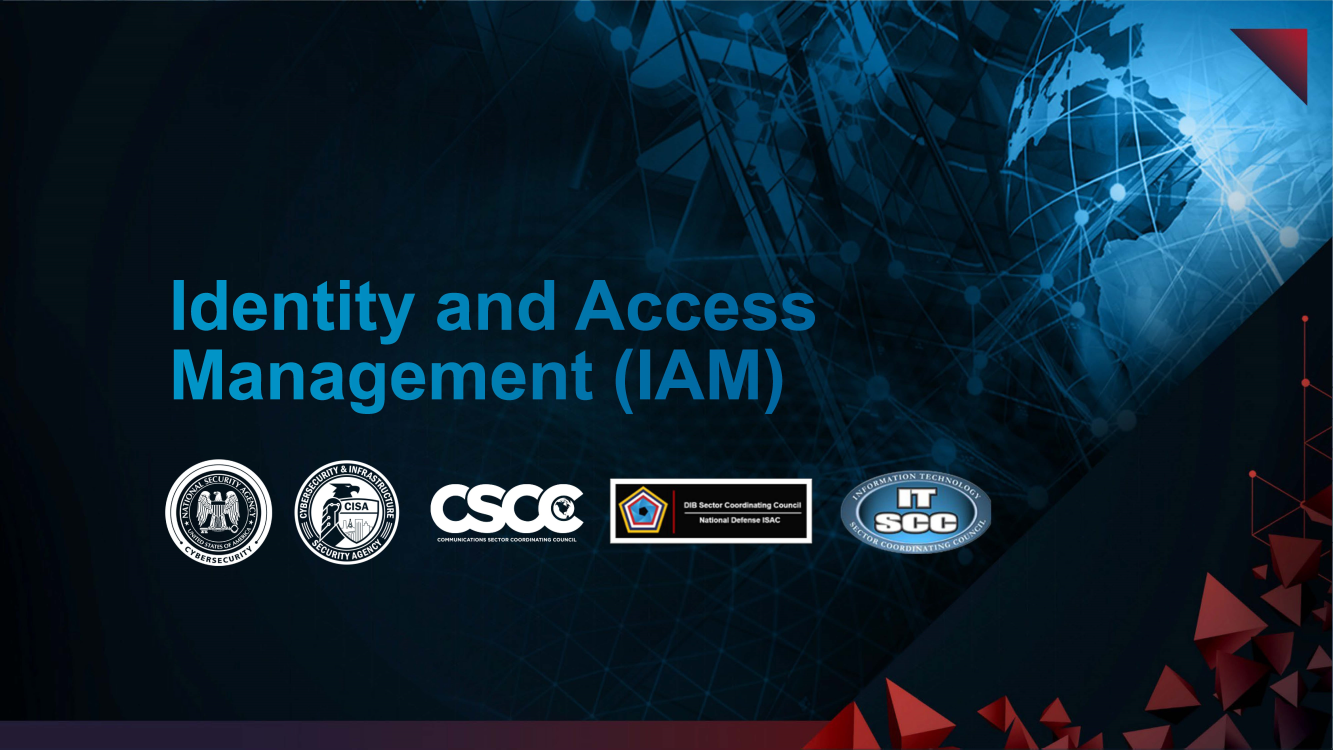 Identity and Access
Management (IAM)
NATIONAL SECURITY AGENCY
UNITED STATES OF AMERICA
CYBERSECURITY
CYBERSECURITY & INFRASTRUCTURE
CISA
SECURITY AGENCY
CSCC
COMMUNICATIONS SECTOR COORDINATING COUNCIL
DIB Sector Coordinating Council
National Defense ISAC
INFORMATION TECHNOLOGY
IT
SCC
SECTOR COORDINATING COUNCIL